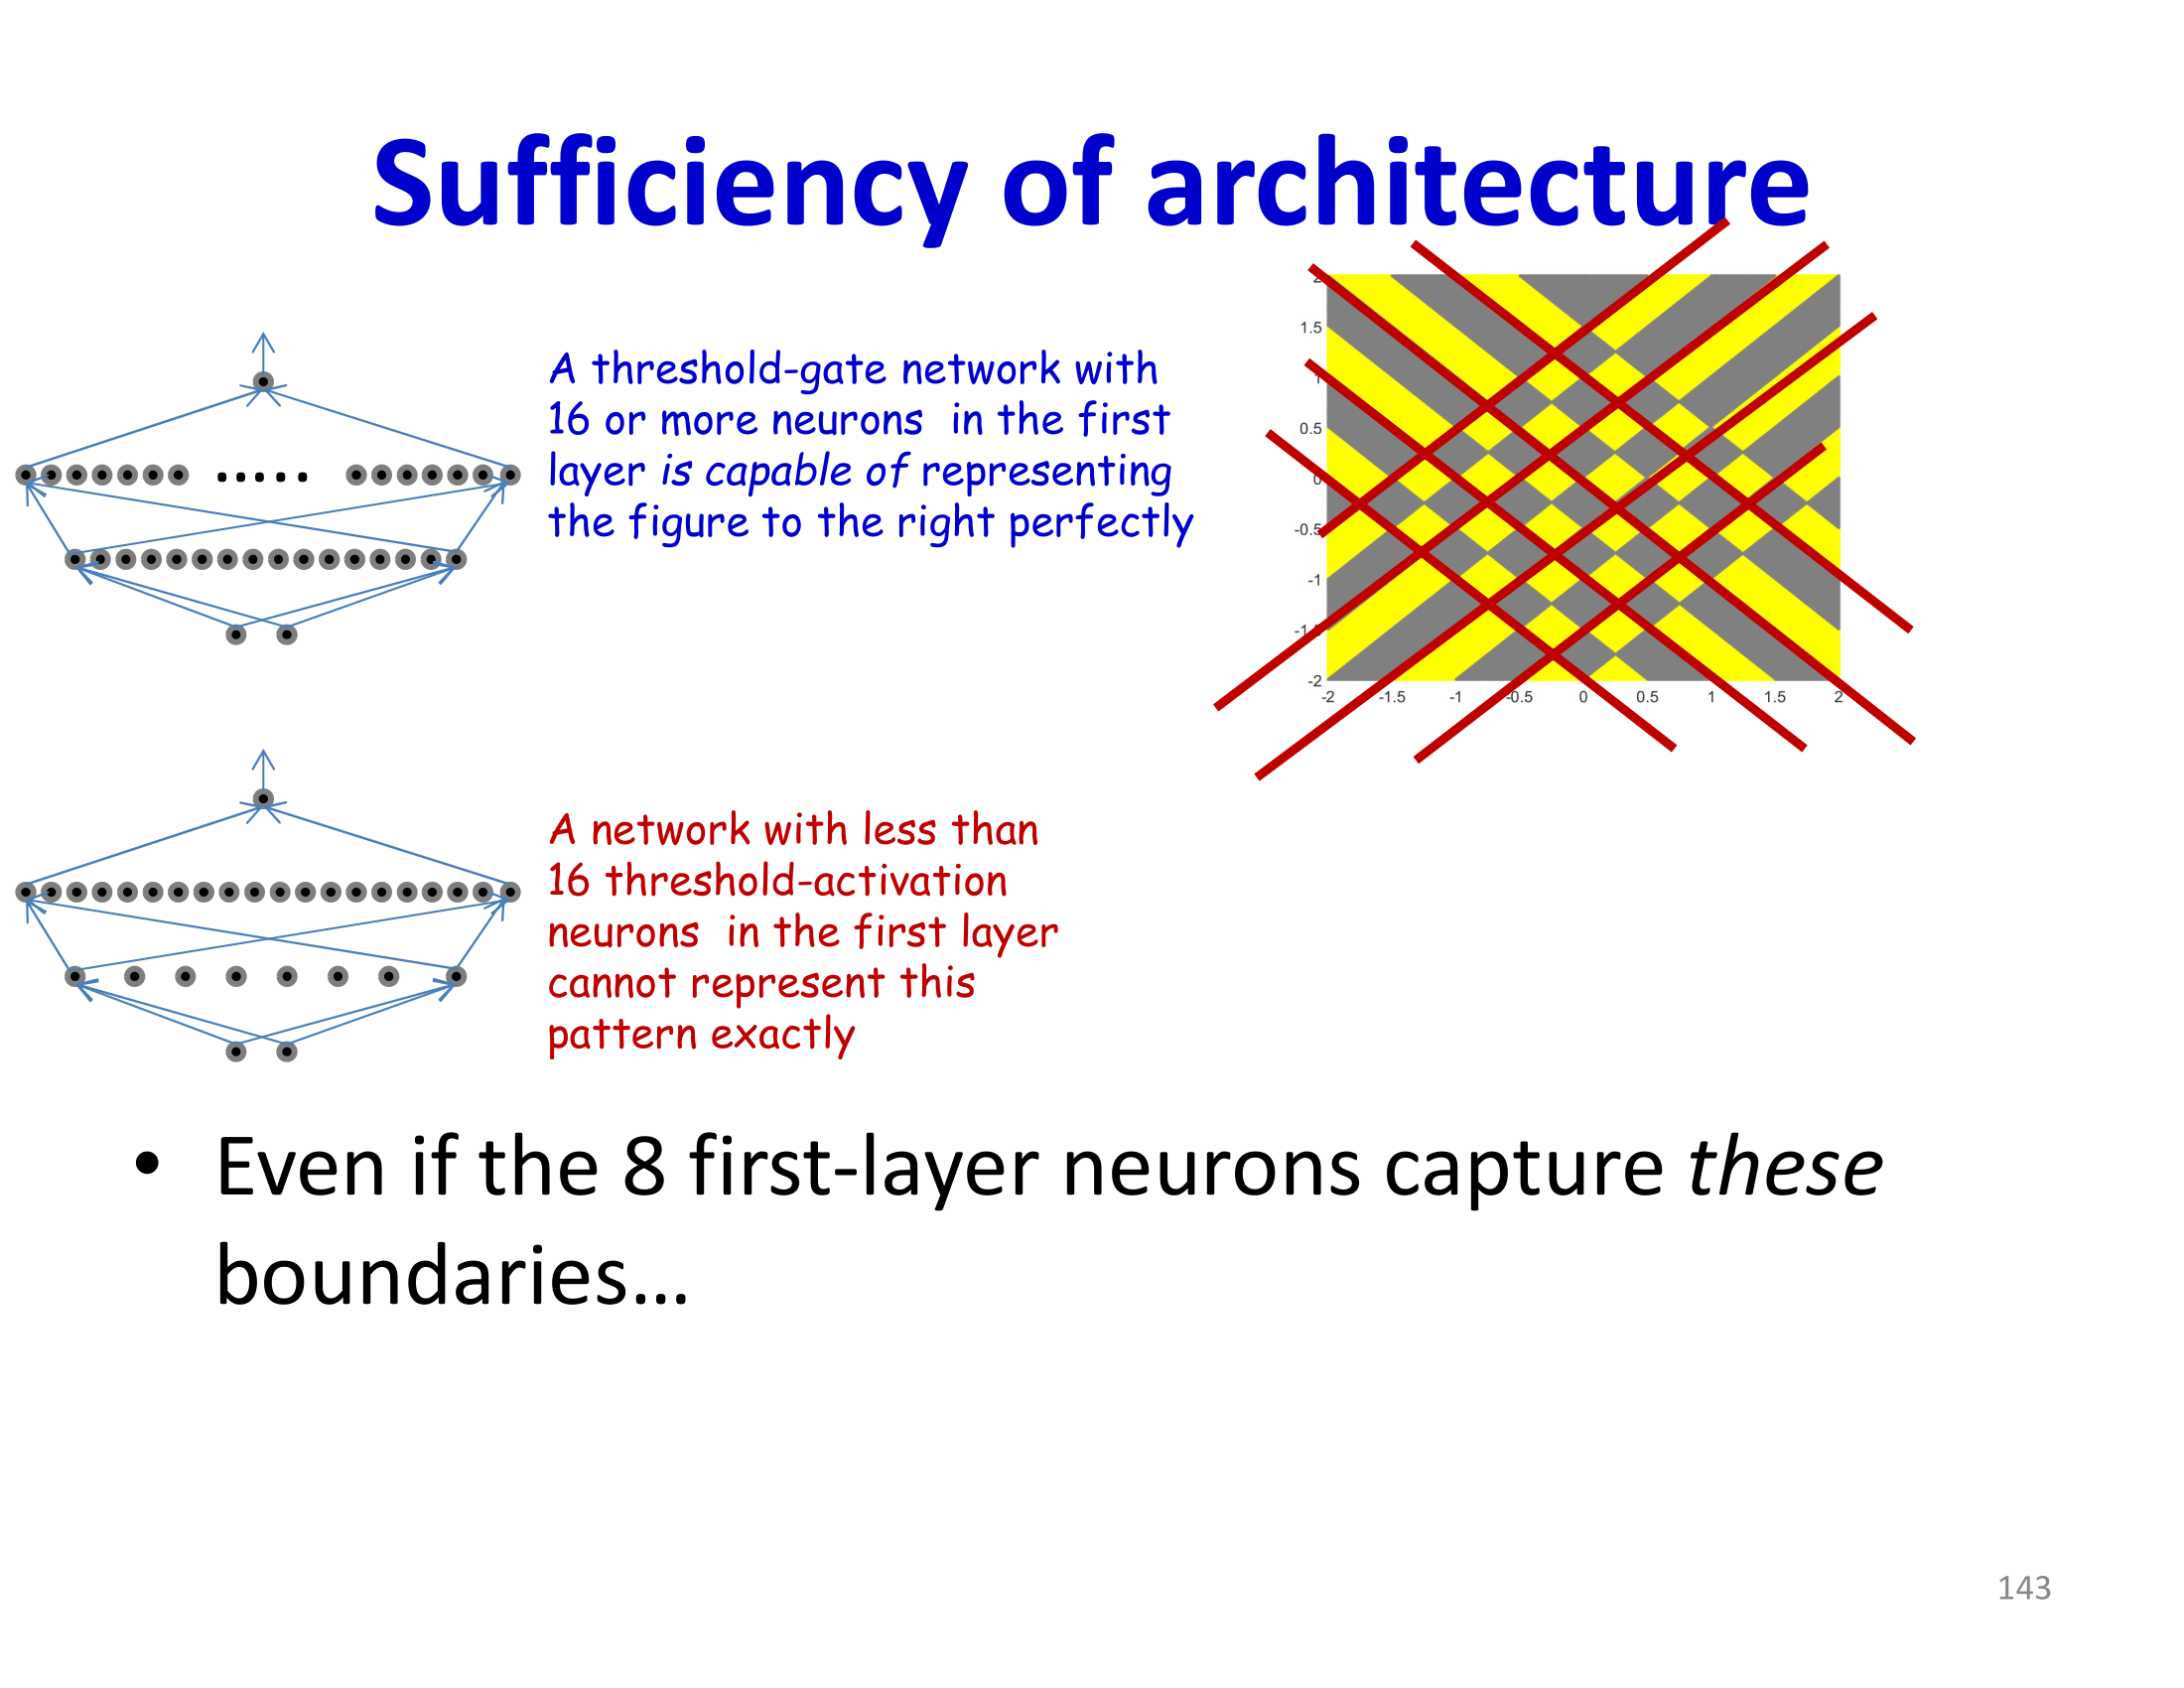 Sufficiency of architecture
A threshold-gate network with
16 or more neurons in the first
layer is capable of representing
the figure to the right perfectly
2
1.5
1
0.5
0
-0.5
-1
-2
-2 -1.5 -1 -0.5 0 0.5 1 1.5 2
A network with less than
16 threshold-activation
neurons in the first layer
cannot represent this
pattern exactly
• Even if the 8 first-layer neurons capture these
boundaries...
143